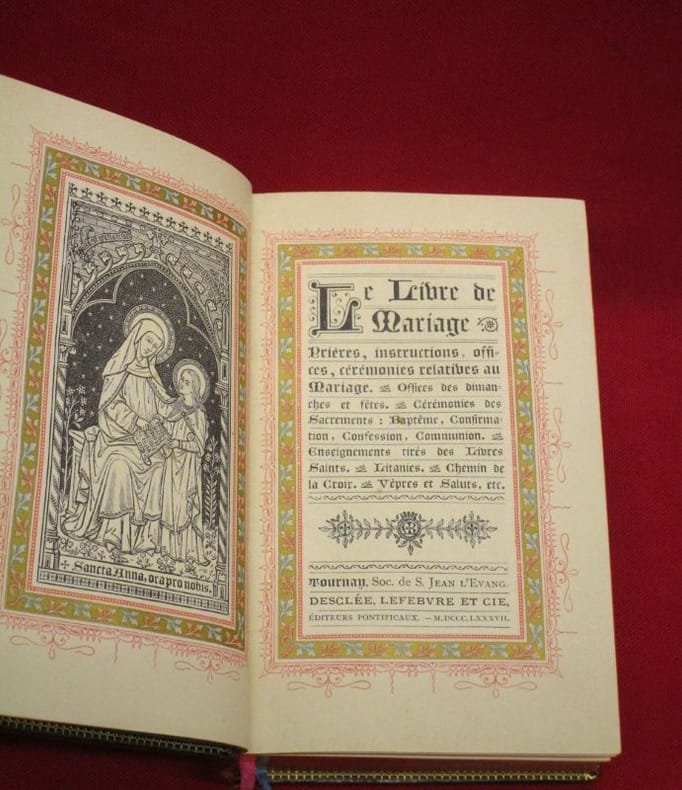 Sancta Anna, ora pro nobis.
Le Livre de
Mariage
Prières, instructions, offi-
ces, cérémonies relatives au
Mariage. Offices des diman-
ches et fêtes. Cérémonies des
Sacrements : Baptême, Confirma-
tion, Confession, Communion.
Enseignements tirés des Livres
Saints. Litanies. Chemin de
la Croix. Vêpres et Saluts, etc.
Tournay, Soc. de S. Jean l'Evang.
DESCLÉE, LEFEBVRE ET CIE,
ÉDITEURS PONTIFICAUX. — M.DCCC.LXXXVII.